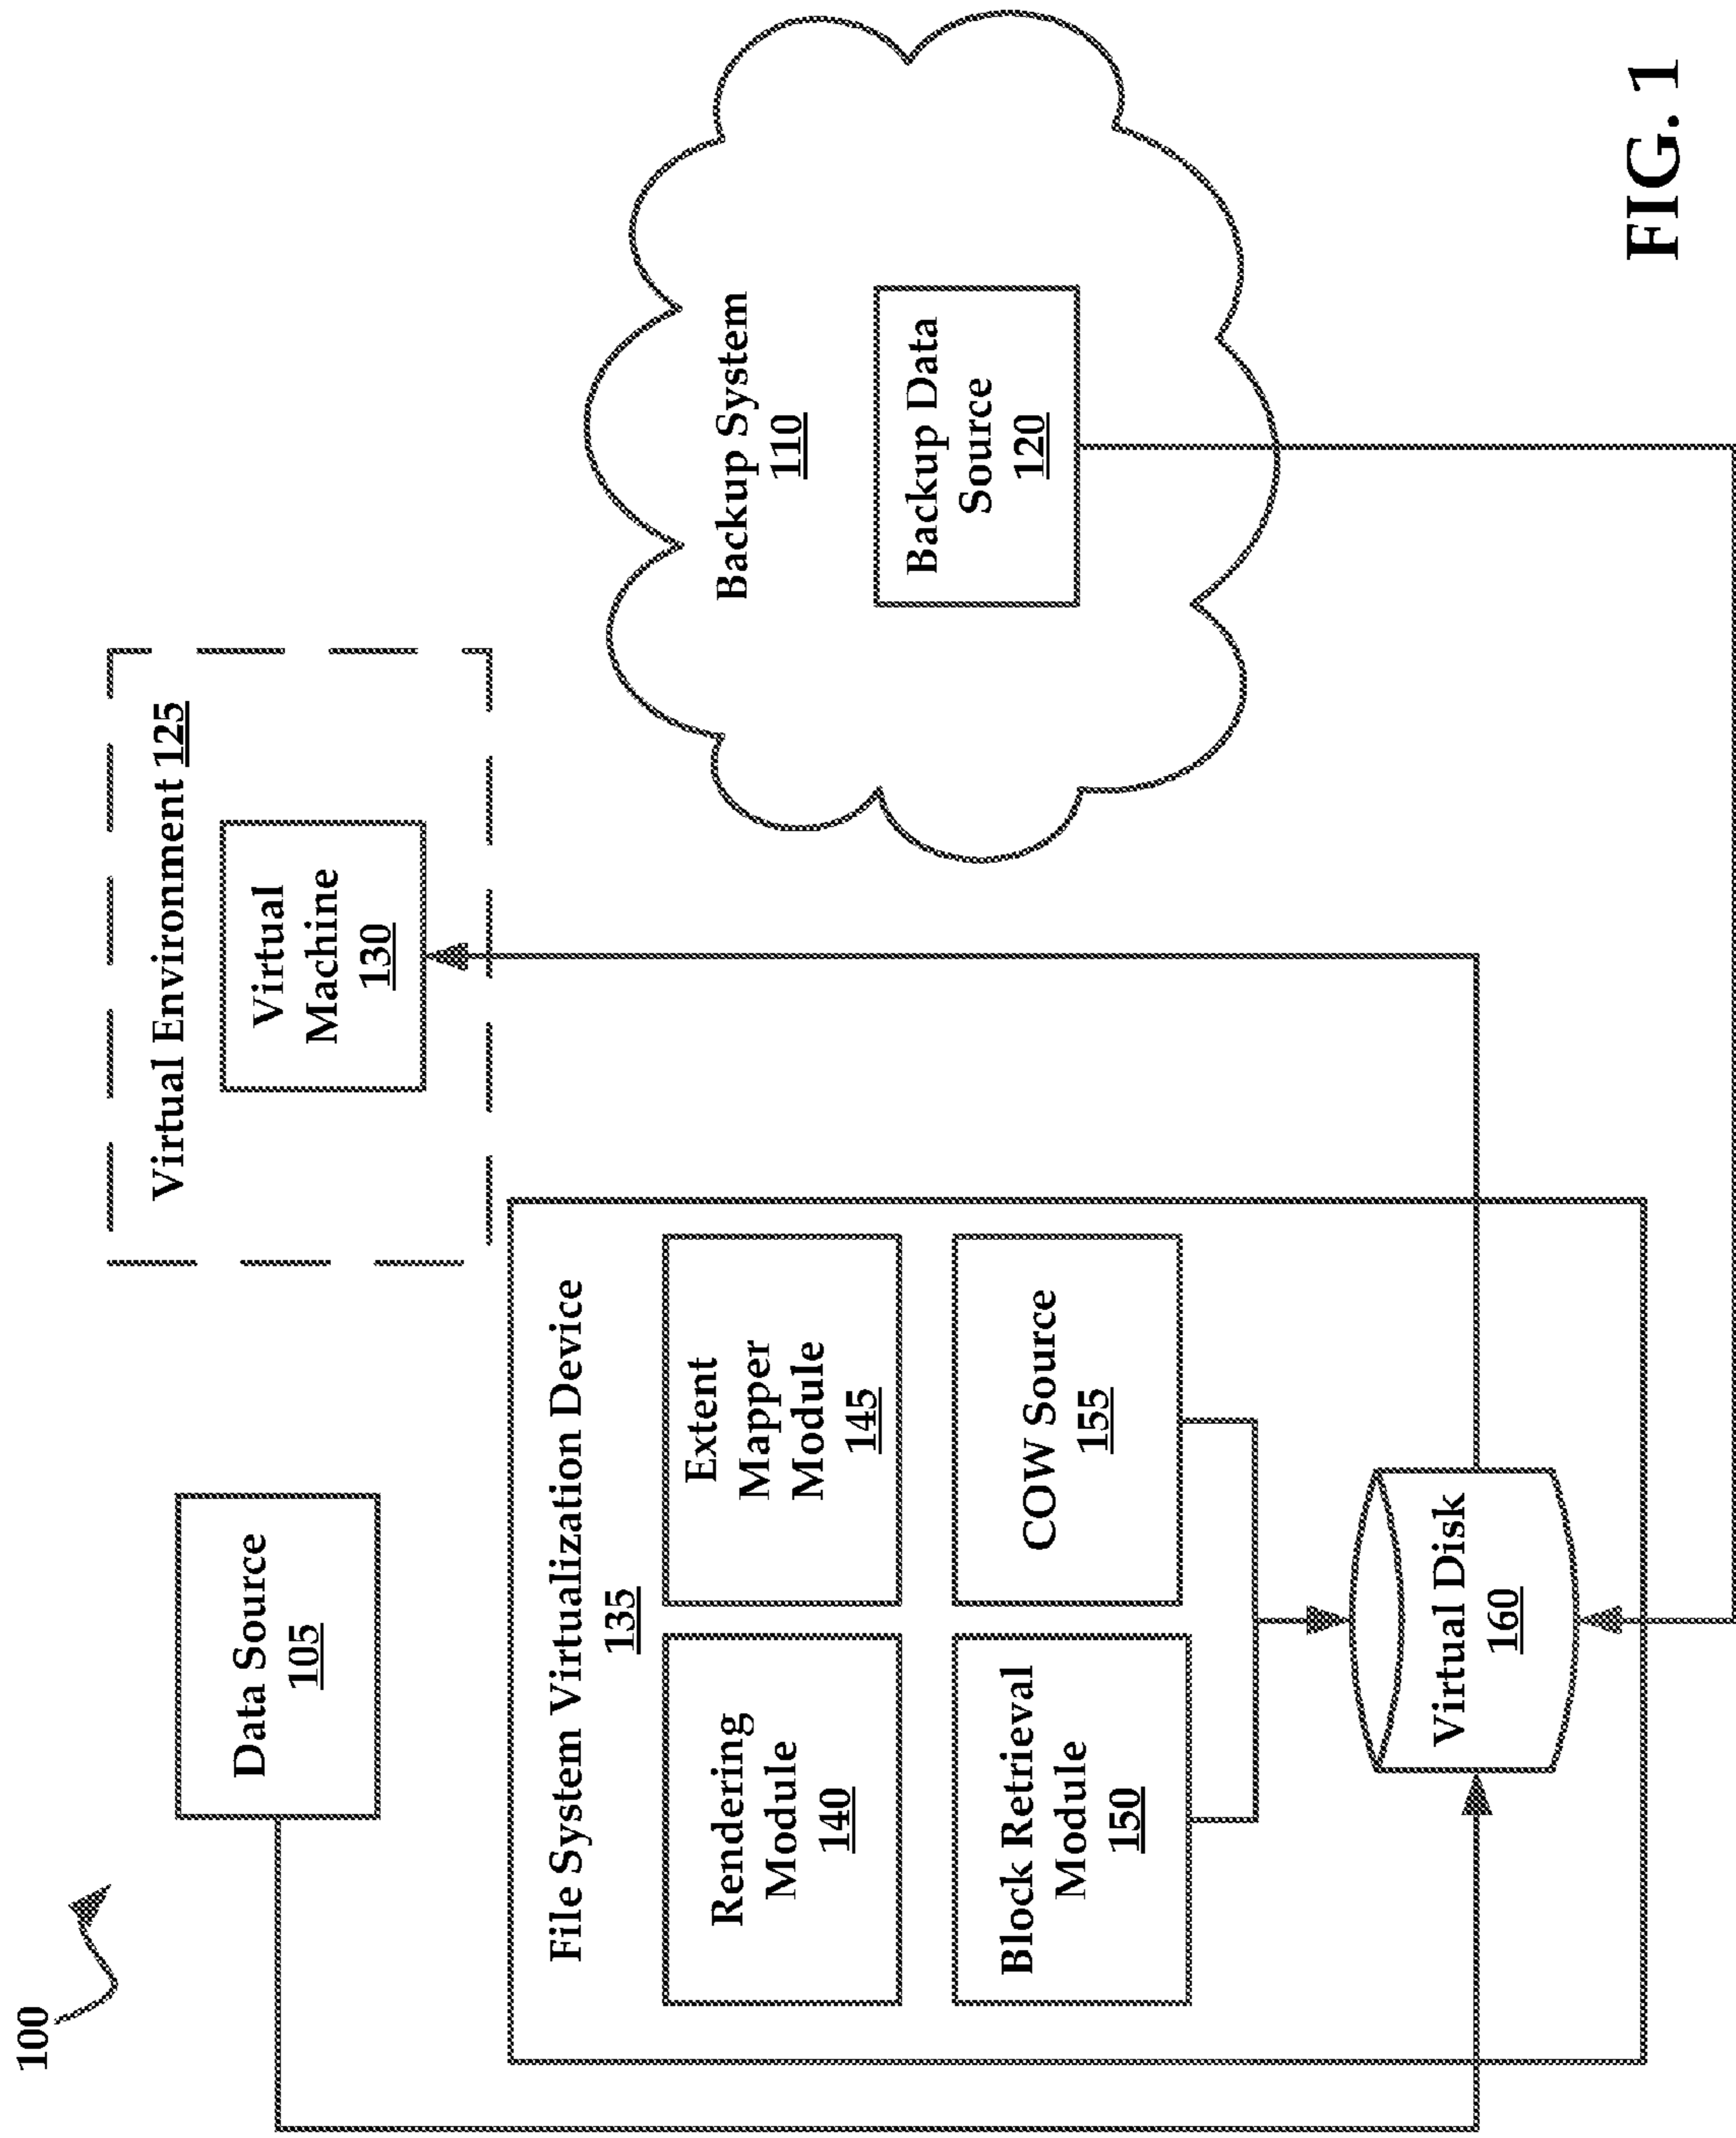 100
Data Source
105
Virtual Environment 125
Virtual
Machine
130
File System Virtualization Device
135
Rendering
Module
140
Extent
Mapper
Module
145
Block Retrieval
Module
150
COW Source
155
Virtual Disk
160
Backup System
110
Backup Data
Source
120
FIG. 1